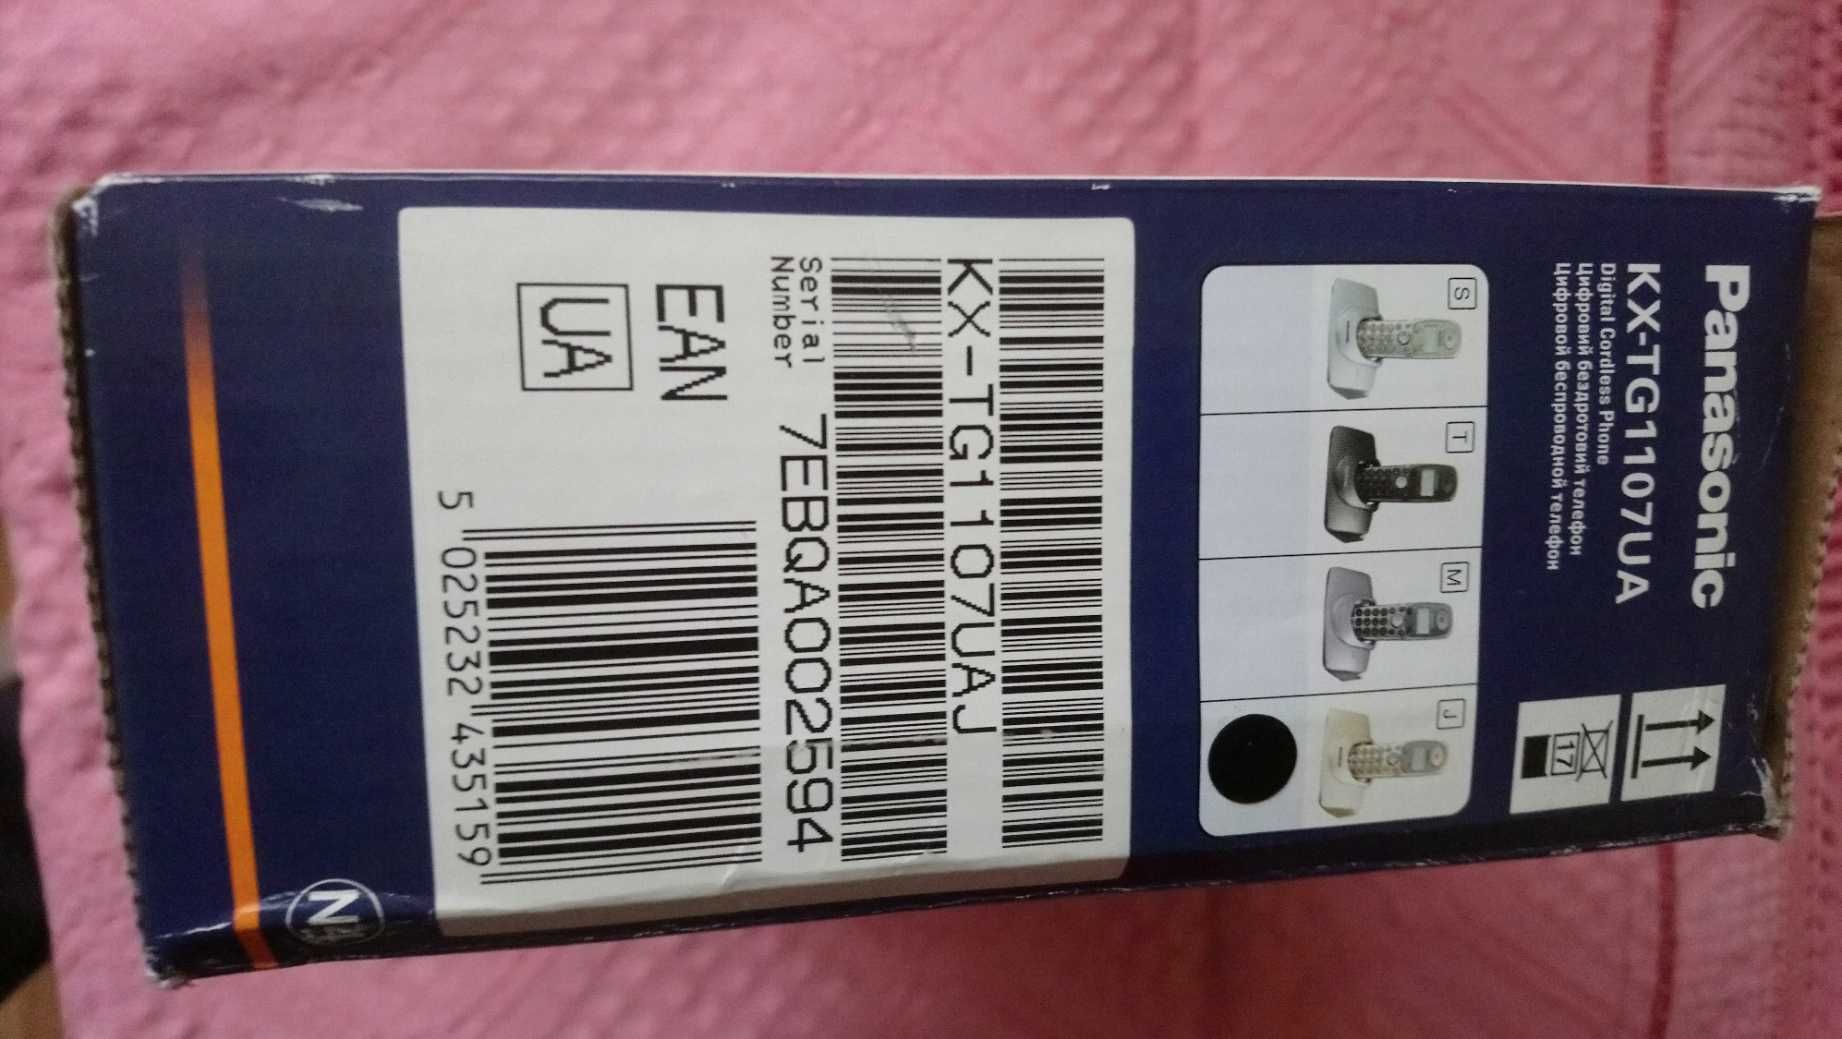 Panasonic
KX-TG1107UA
Digital Cordless Phone
Цифровий бездротовий телефон
Цифровой беспроводной телефон
17
S
T
M
J
KX-TG1107UAJ
Serial
Number
7EBQA002594
EAN
UA
5 025232 435159
N